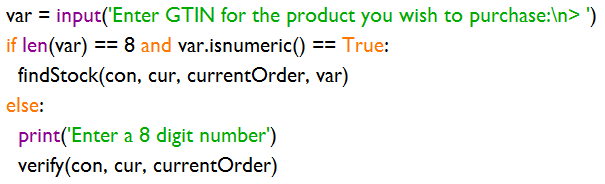 var = input('Enter GTIN for the product you wish to purchase:\n> ')
if len(var) == 8 and var.isnumeric() == True:
  findStock(con, cur, currentOrder, var)
else:
  print('Enter a 8 digit number')
  verify(con, cur, currentOrder)